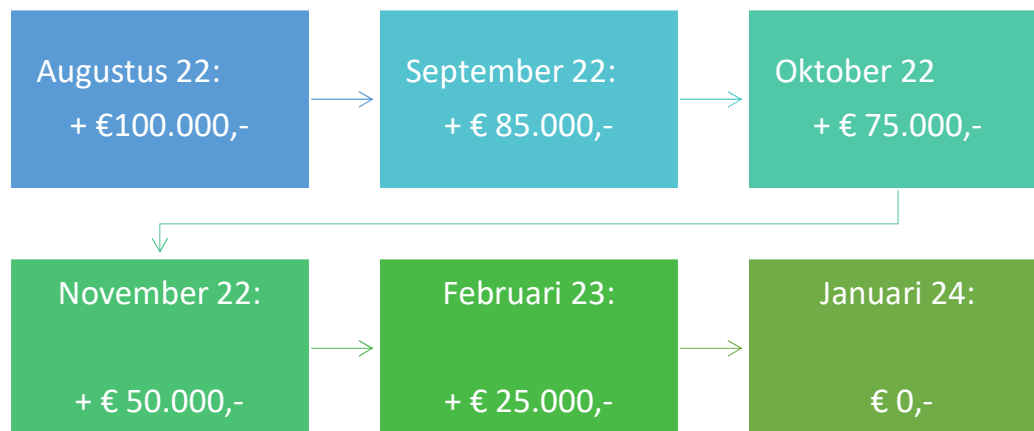 Augustus 22:
+ €100.000,-
September 22:
+ € 85.000,-
Oktober 22
+ € 75.000,-
November 22:
+ € 50.000,-
Februari 23:
+ € 25.000,-
Januari 24:
€ 0,-